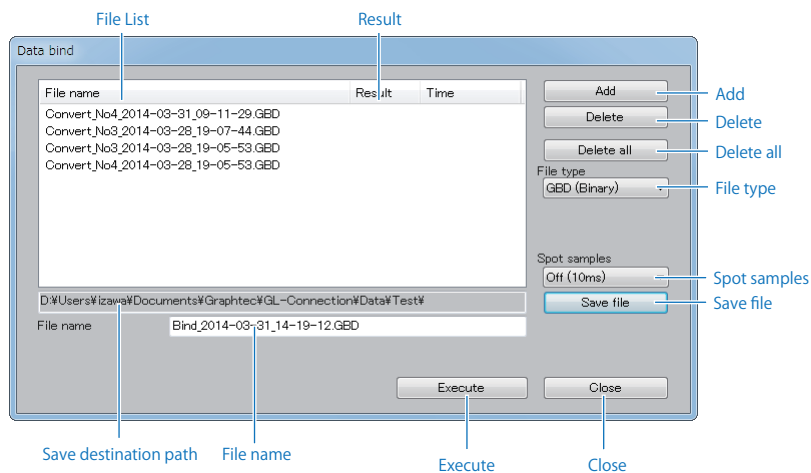 File List Result
Data bind
File name Result Time
Convert_No4_2014-03-31_09-11-29.GBD
Convert_No3_2014-03-28_19-07-44.GBD
Convert_No3_2014-03-28_19-05-53.GBD
Convert_No4_2014-03-28_19-05-53.GBD
Add Add
Delete Delete
Delete all Delete all
File type
GBD (Binary) File type
Spot samples
Off (10ms) Spot samples
D:¥Users¥izawa¥Documents¥Graphtec¥GL-Connection¥Data¥Test¥ Save file Save file
File name Bind_2014-03-31_14-19-12.GBD
Execute Close
Save destination path File name Execute Close